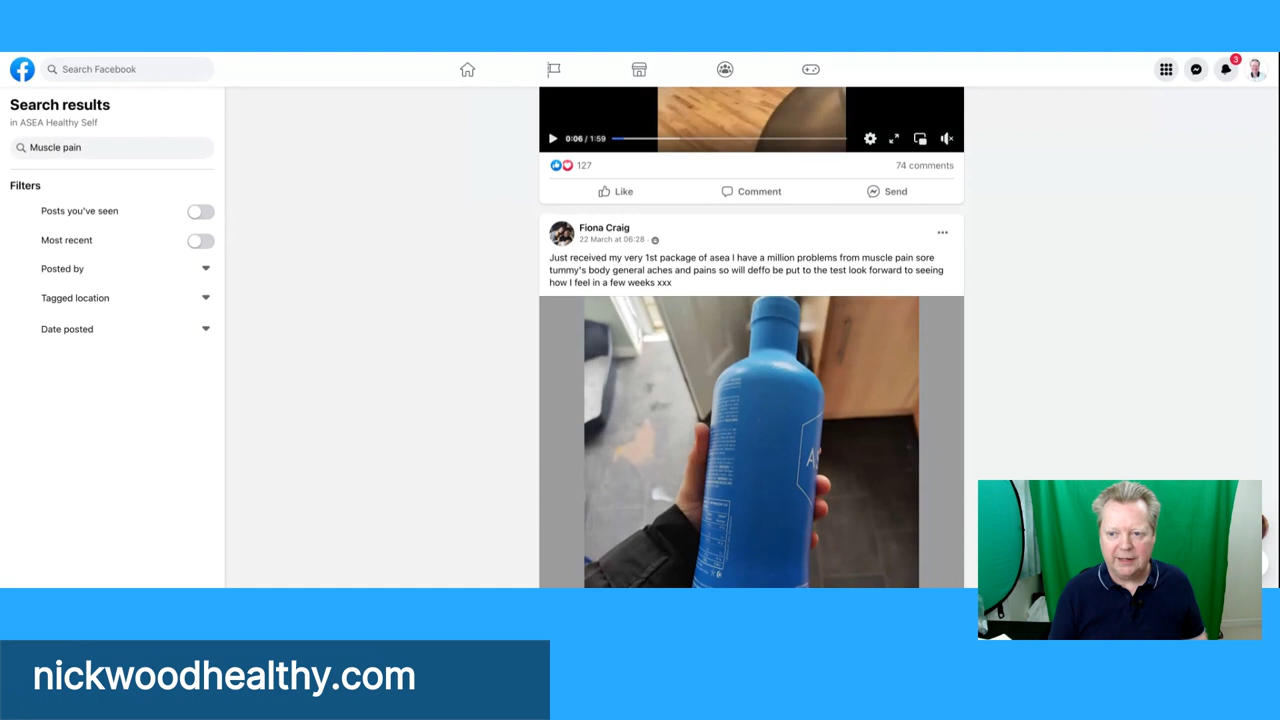 Search Facebook
3
Search results
in ASEA Healthy Self
Muscle pain
Filters
Posts you've seen
Most recent
Posted by
Tagged location
Date posted
0:06 / 1:59
127
74 comments
Like
Comment
Send
Fiona Craig
22 March at 06:28 ·
Just received my very 1st package of asea I have a million problems from muscle pain sore
tummy's body general aches and pains so will deffo be put to the test look forward to seeing
how I feel in a few weeks xxx
nickwoodhealthy.com